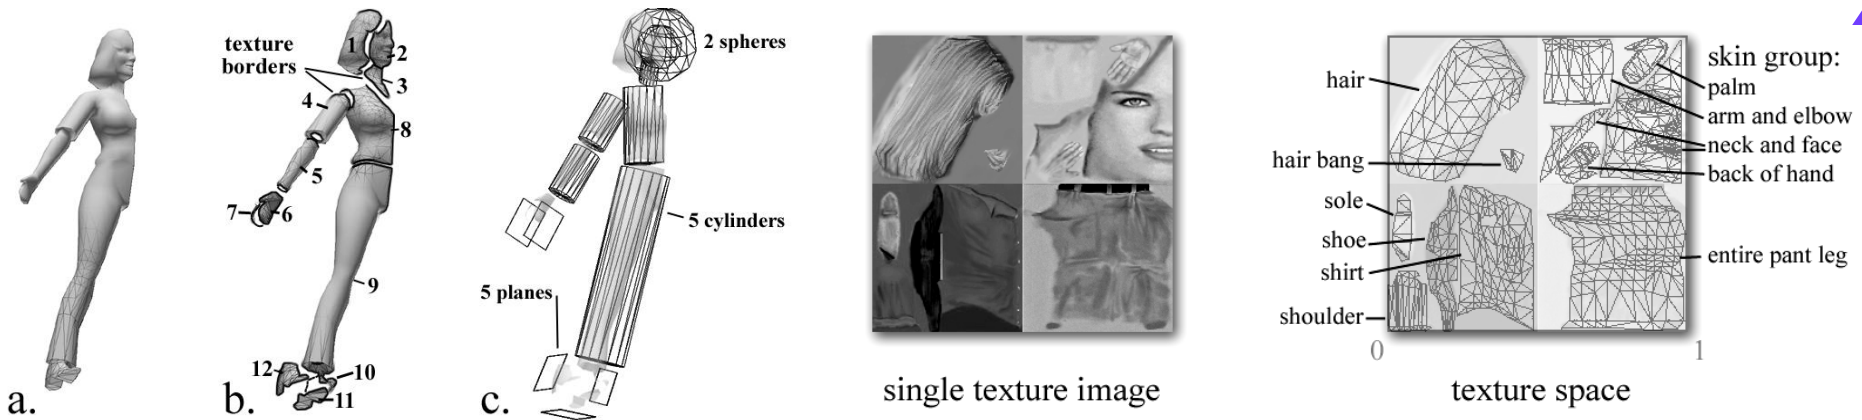 a.
texture
borders
1
2
3
4
5
6
7
8
9
10
11
12
b.
2 spheres
5 cylinders
5 planes
c.
single texture image
hair
hair bang
sole
shoe
shirt
shoulder
skin group:
palm
arm and elbow
neck and face
back of hand
entire pant leg
0
1
texture space